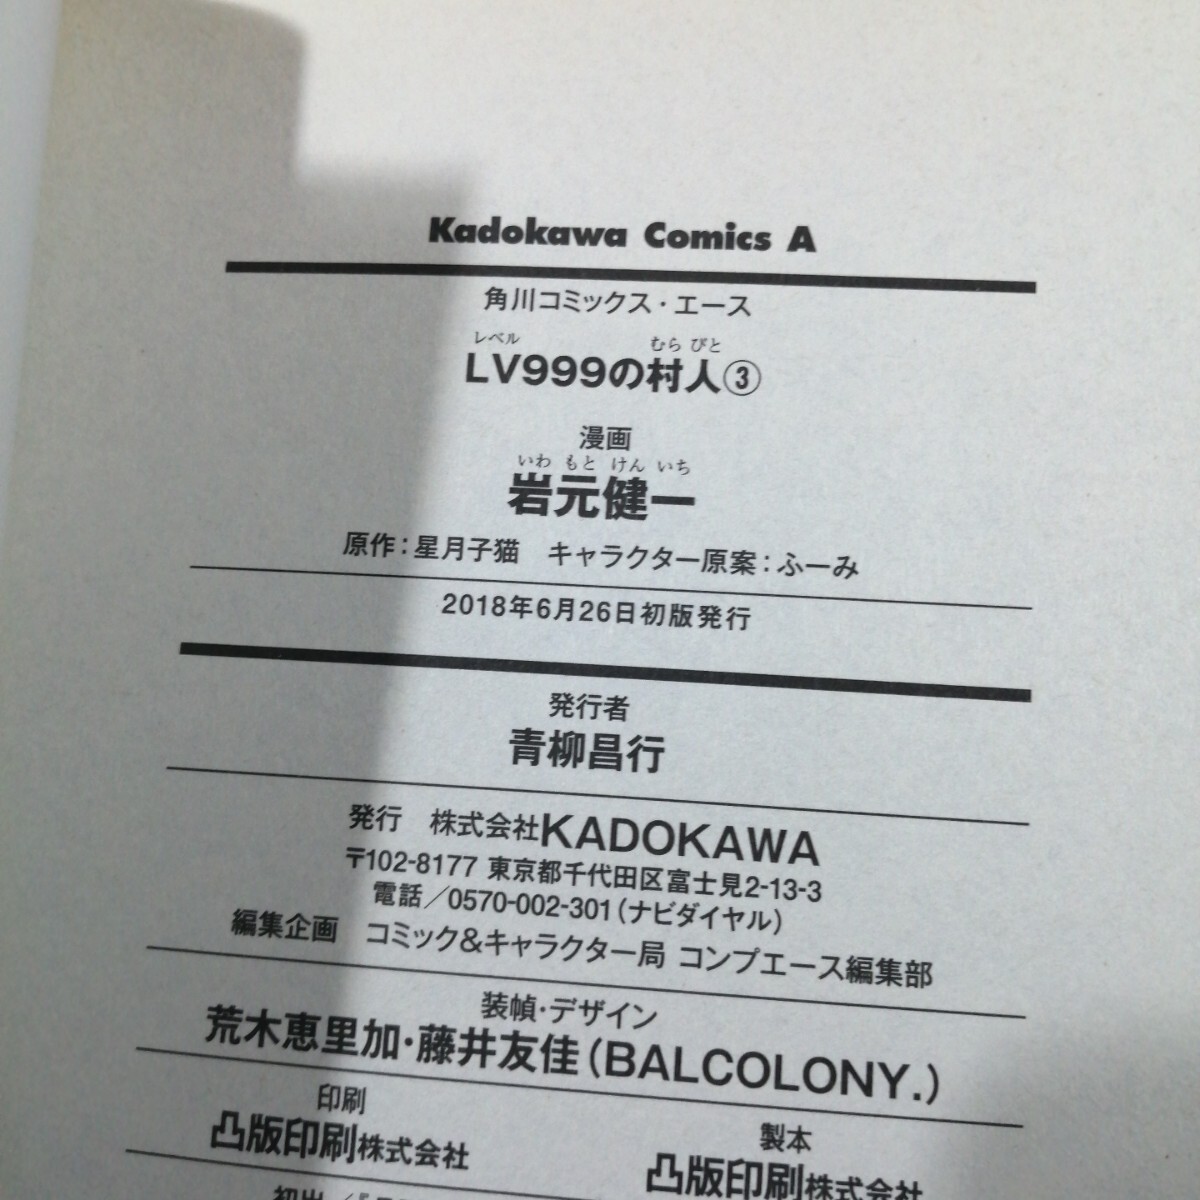 Kadokawa Comics A
角川コミックス・エース
レベル むら びと
LV999の村人③
漫画
いわ もと けん いち
岩元健一
原作：星月子猫 キャラクター原案：ふーみ
2018年6月26日初版発行
発行者
青柳昌行
発行 株式会社KADOKAWA
〒102-8177 東京都千代田区富士見2-13-3
電話／0570-002-301（ナビダイヤル）
編集企画 コミック&キャラクター局 コンプエース編集部
装幀・デザイン
荒木恵里加・藤井友佳（BALCOLONY.）
印刷 製本
凸版印刷株式会社 凸版印刷株式会社
初出／『